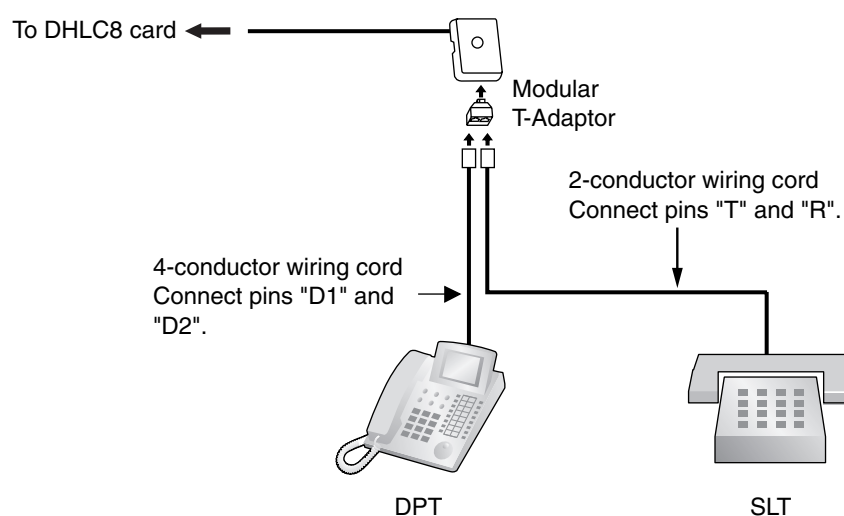 To DHLC8 card
Modular
T-Adaptor
2-conductor wiring cord
Connect pins "T" and "R".
4-conductor wiring cord
Connect pins "D1" and
"D2".
DPT
SLT